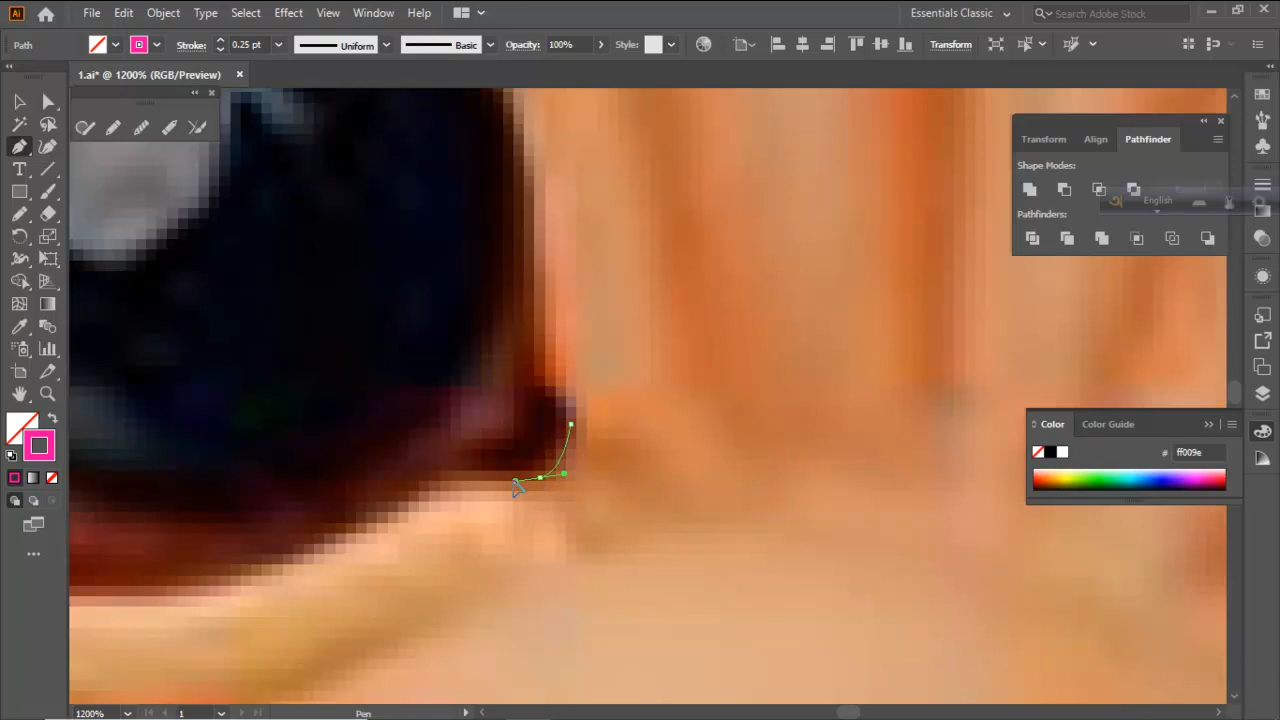 Ai File Edit Object Type Select Effect View Window Help Essentials Classic Search Adobe Stock
Path Stroke: 0.25 pt Uniform Basic Opacity: 100% Style: Transform
1.ai* @ 1200% (RGB/Preview)
Transform Align Pathfinder
Shape Modes:
Expand
English
Pathfinders:
Color Color Guide
# ff009e
1200% 1 Pen